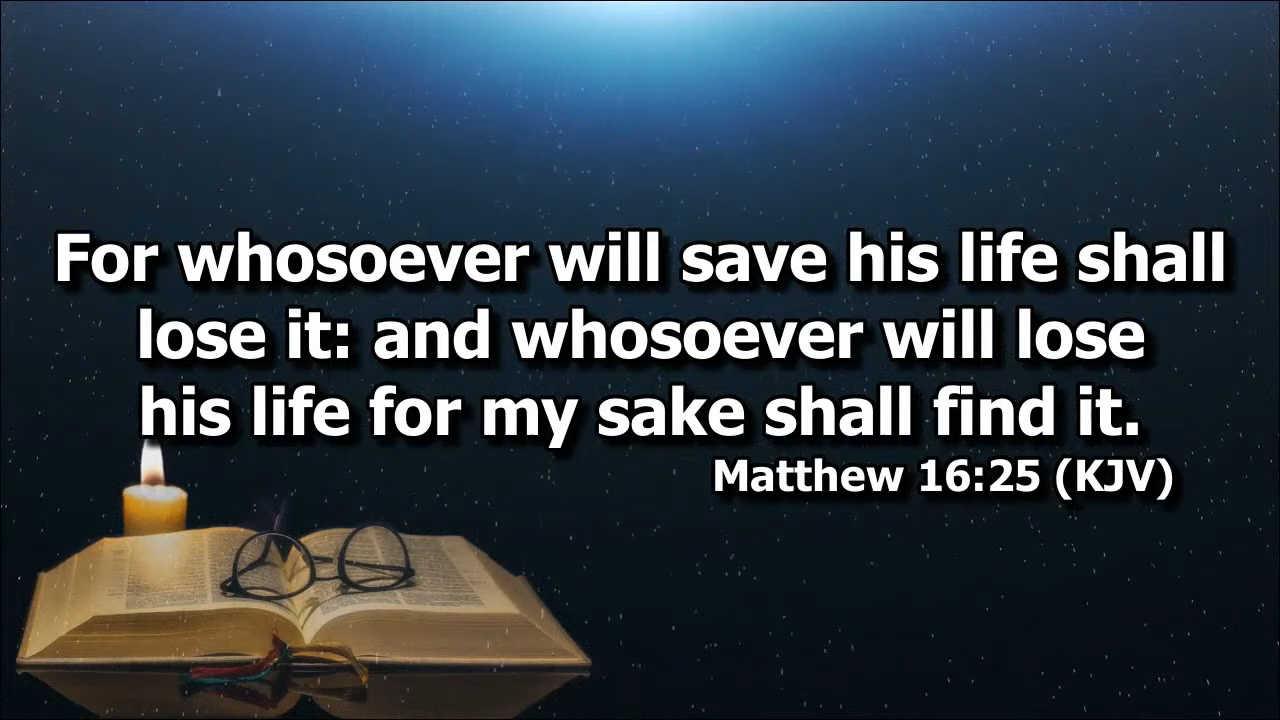 For whosoever will save his life shall
lose it: and whosoever will lose
his life for my sake shall find it.
Matthew 16:25 (KJV)